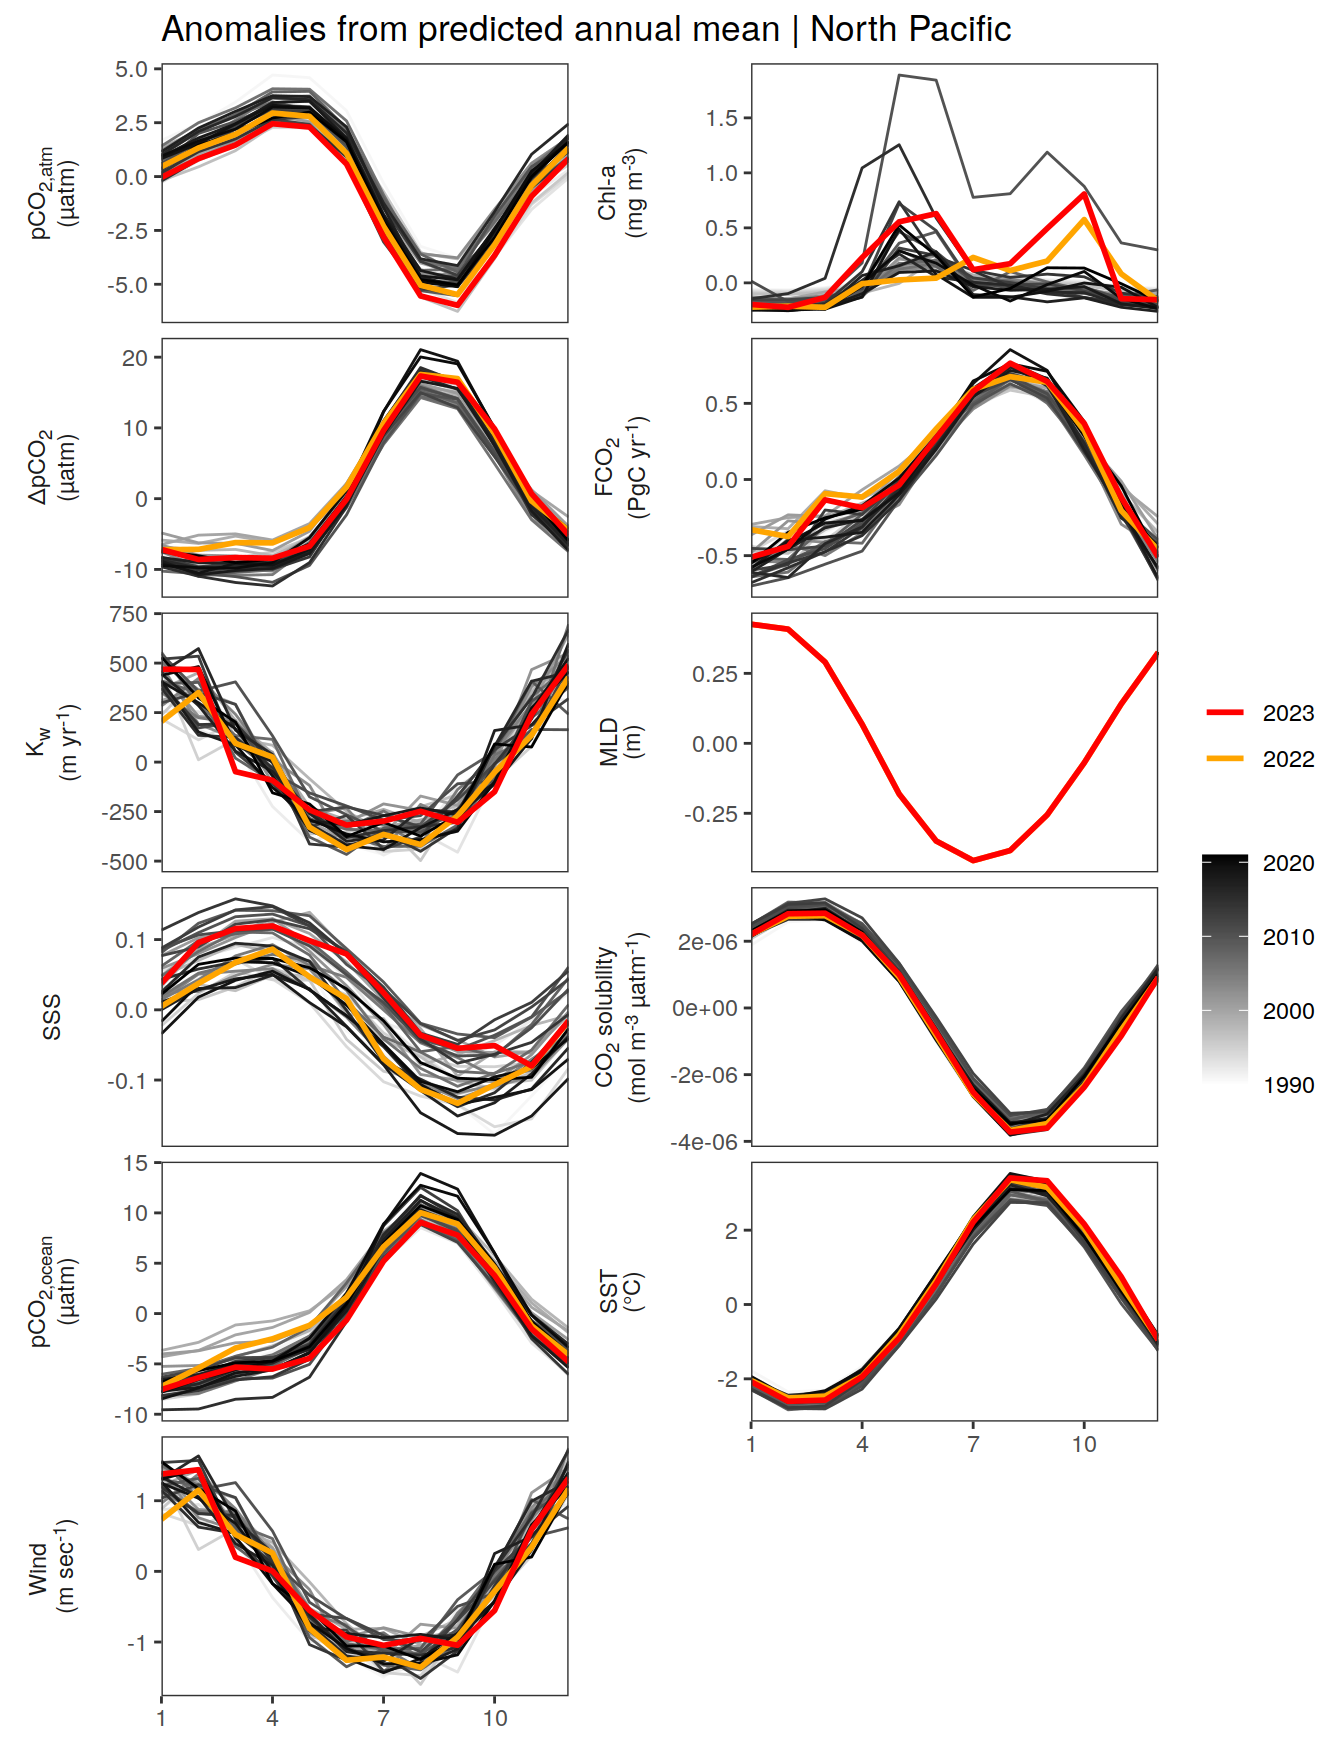 Anomalies from predicted annual mean | North Pacific
pCO2,atm
(µatm)
5.0
2.5
0.0
-2.5
-5.0
Chl-a
(mg m-3)
1.5
1.0
0.5
0.0
ΔpCO2
(µatm)
20
10
0
-10
FCO2
(PgC yr-1)
0.5
0.0
-0.5
Kw
(m yr-1)
750
500
250
0
-250
-500
MLD
(m)
0.25
0.00
-0.25
SSS
0.1
0.0
-0.1
CO2 solubility
(mol m-3 µatm-1)
2e-06
0e+00
-2e-06
-4e-06
pCO2,ocean
(µatm)
15
10
5
0
-5
-10
SST
(°C)
2
0
-2
1 4 7 10
Wind
(m sec-1)
1
0
-1
1 4 7 10
2023
2022
2020
2010
2000
1990